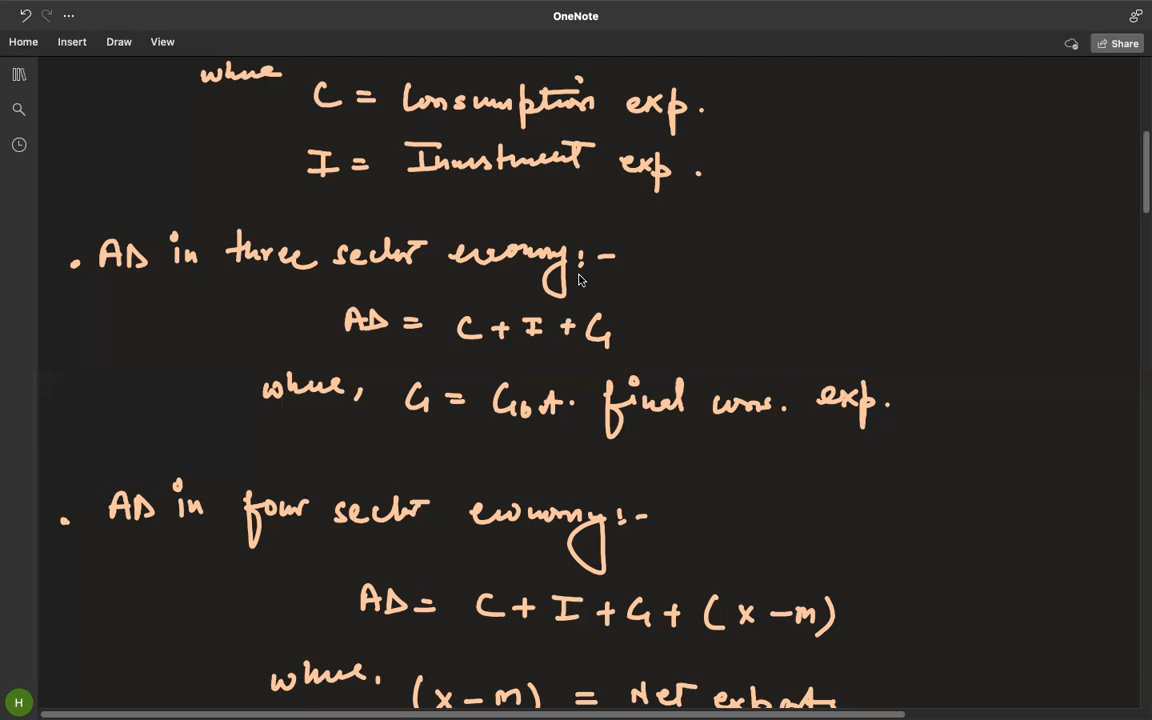 OneNote
Home Insert Draw View Share
where
C = Consumption exp.
I = Investment exp.
• AD in three sector economy:-
AD = C + I + G
where, G = Govt. final cons. exp.
• AD in four sector economy:-
AD = C + I + G + (X - M)
where, (X - M) = Net exports
H